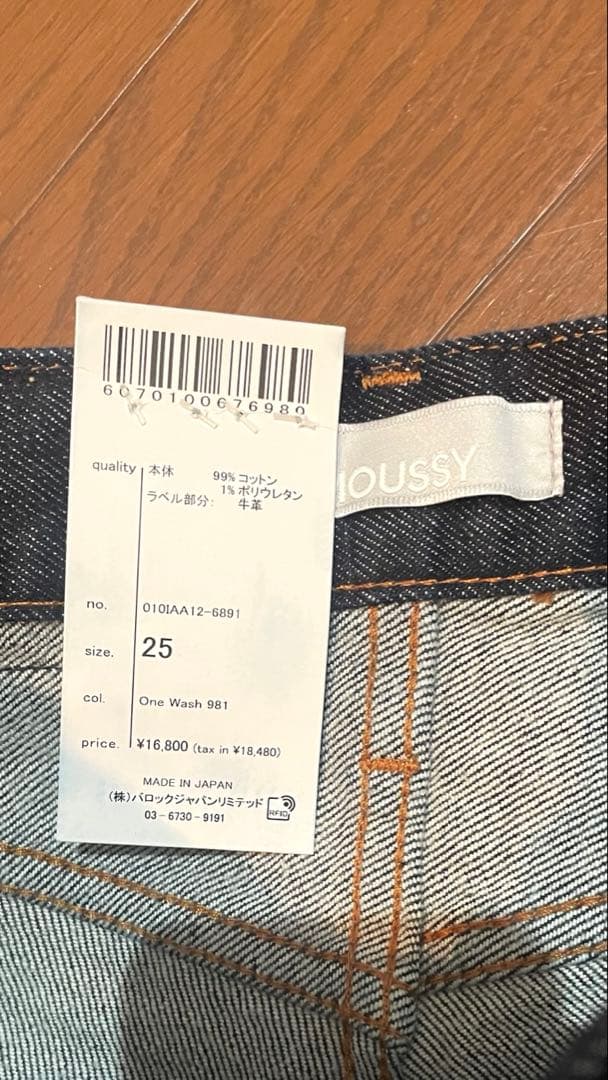 6070100676980
quality 本体 99% コットン
1% ポリウレタン
ラベル部分: 牛革
no. 010IAA12-6891
size. 25
col. One Wash 981
price. ¥16,800 (tax in ¥18,480)
MADE IN JAPAN
(株)バロックジャパンリミテッド
RFID
03-6730-9191
OUSSY